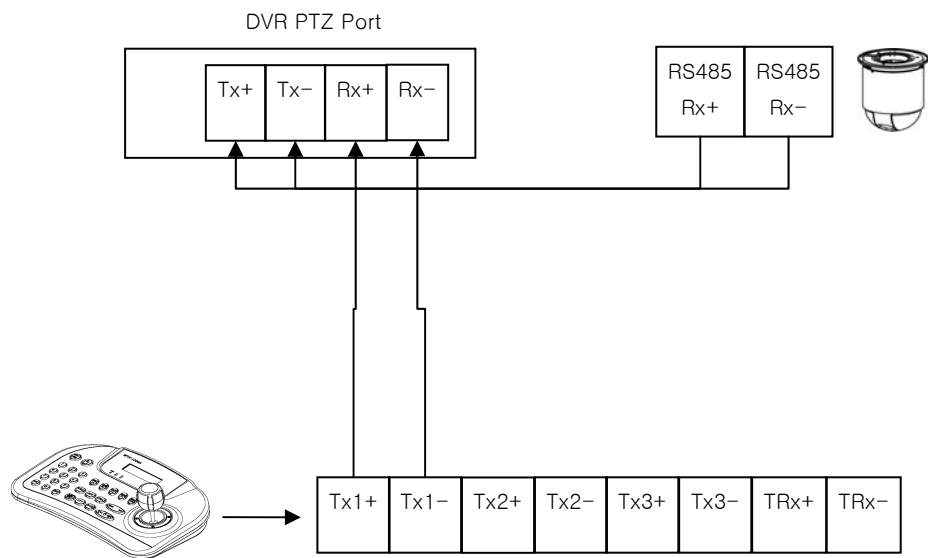 DVR PTZ Port
Tx+ Tx− Rx+ Rx−
RS485 RS485
Rx+ Rx−
Tx1+ Tx1− Tx2+ Tx2− Tx3+ Tx3− TRx+ TRx−